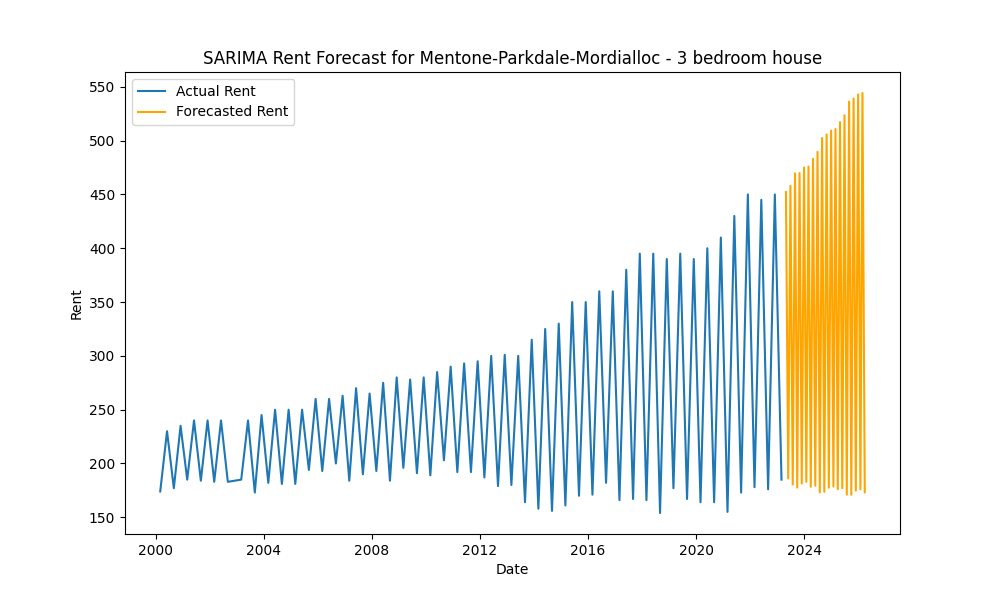 SARIMA Rent Forecast for Mentone-Parkdale-Mordialloc - 3 bedroom house
Actual Rent
Forecasted Rent
550
500
450
400
350
300
250
200
150
Rent
2000 2004 2008 2012 2016 2020 2024
Date